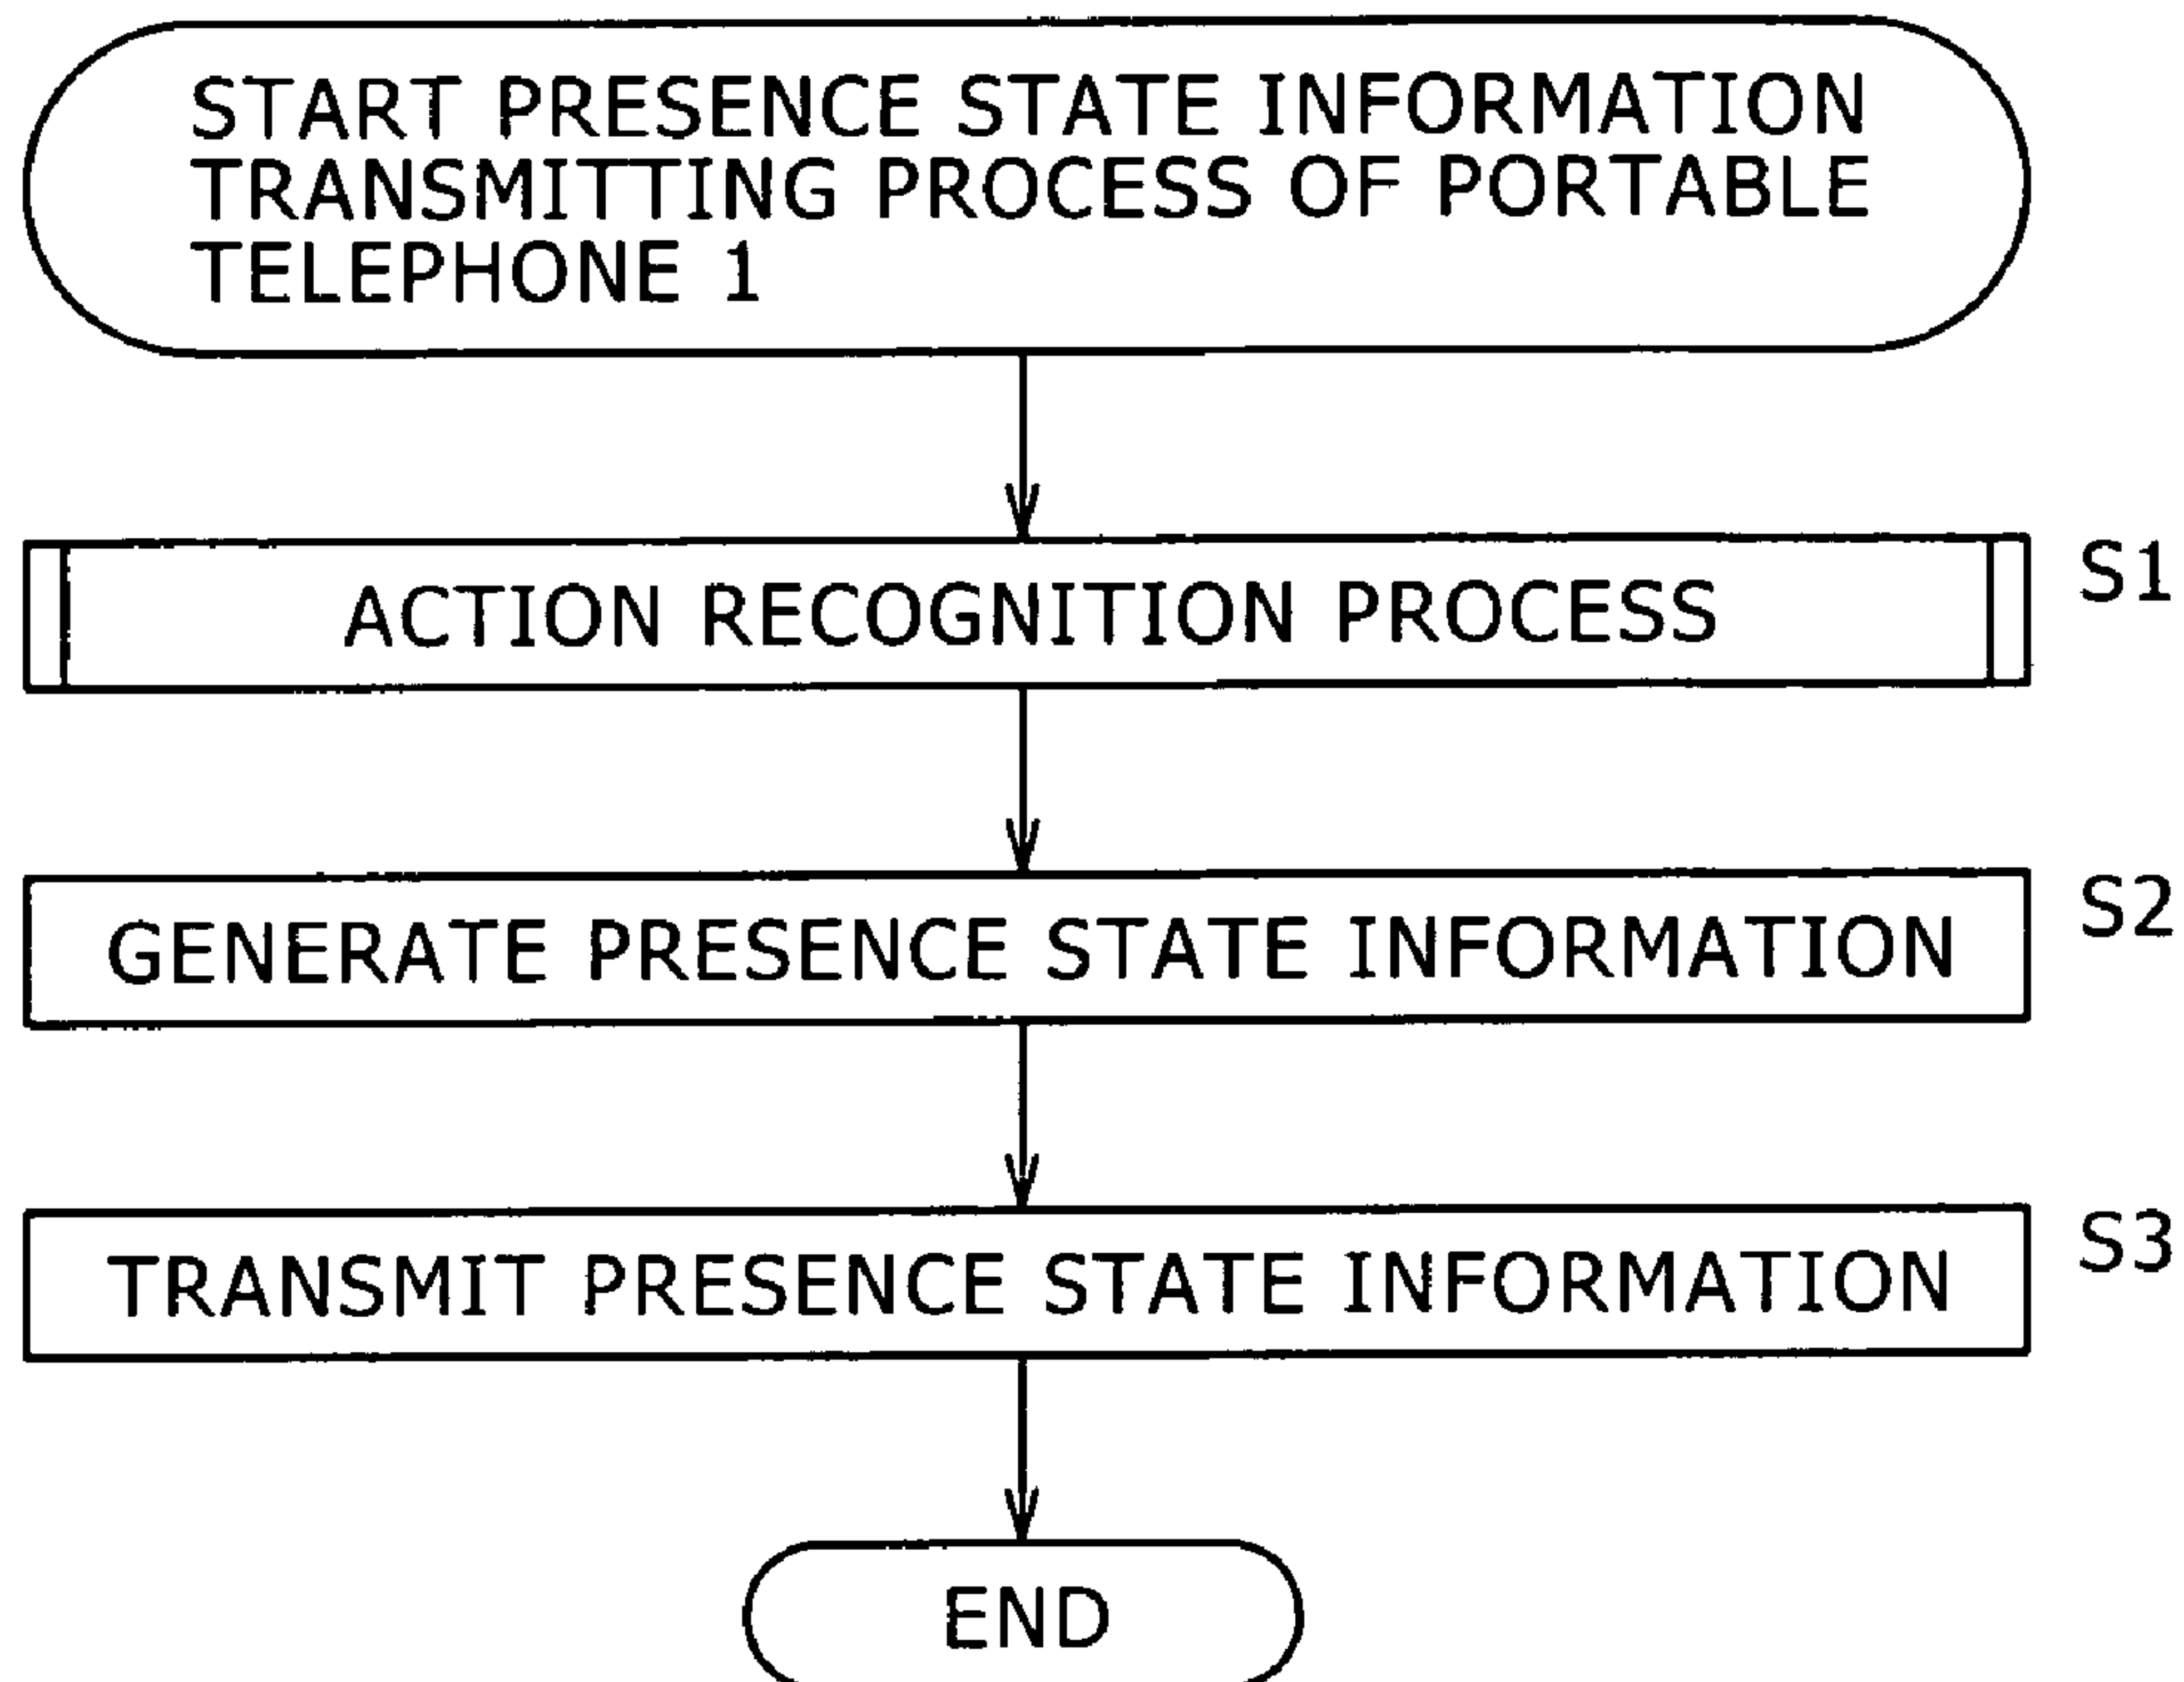 START PRESENCE STATE INFORMATION
TRANSMITTING PROCESS OF PORTABLE
TELEPHONE 1
ACTION RECOGNITION PROCESS
S1
GENERATE PRESENCE STATE INFORMATION
S2
TRANSMIT PRESENCE STATE INFORMATION
S3
END